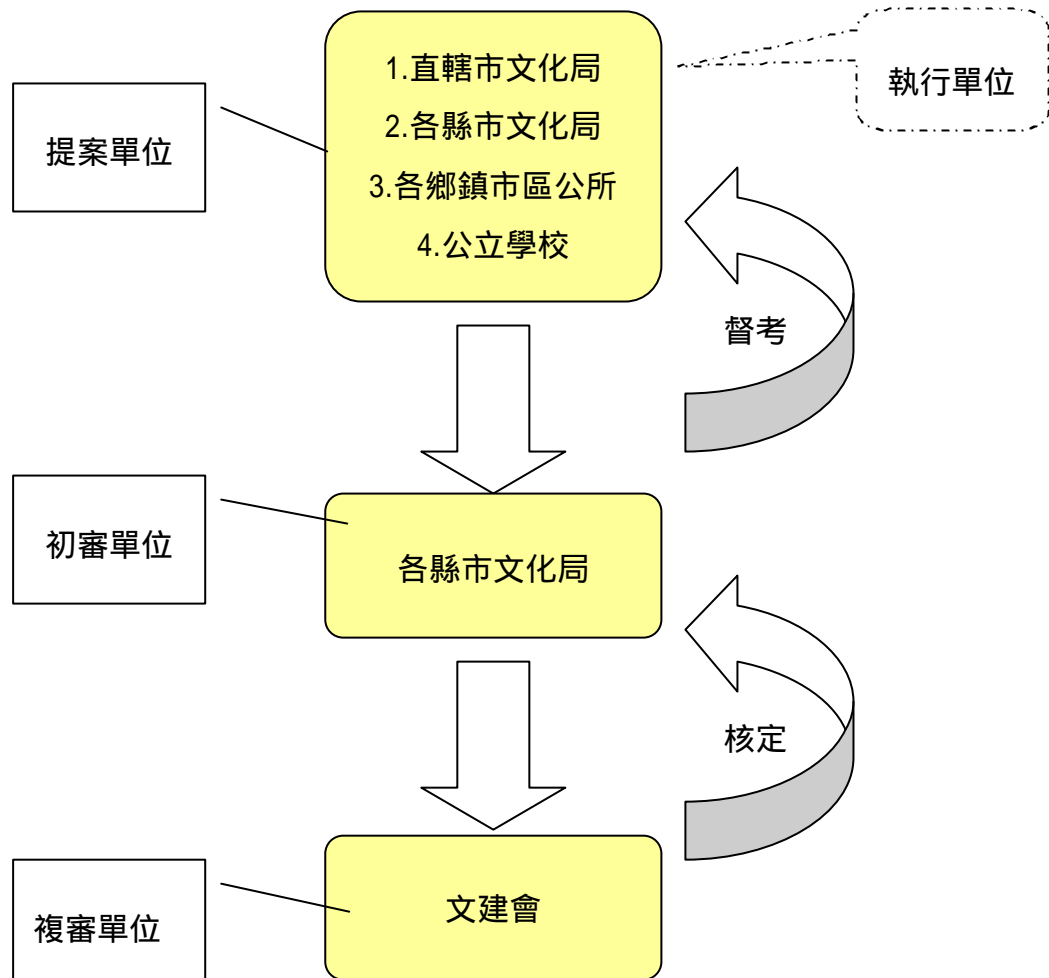 1.直轄市文化局
2.各縣市文化局
3.各鄉鎮市區公所
4.公立學校
執行單位
提案單位
督考
初審單位
各縣市文化局
核定
複審單位
文建會